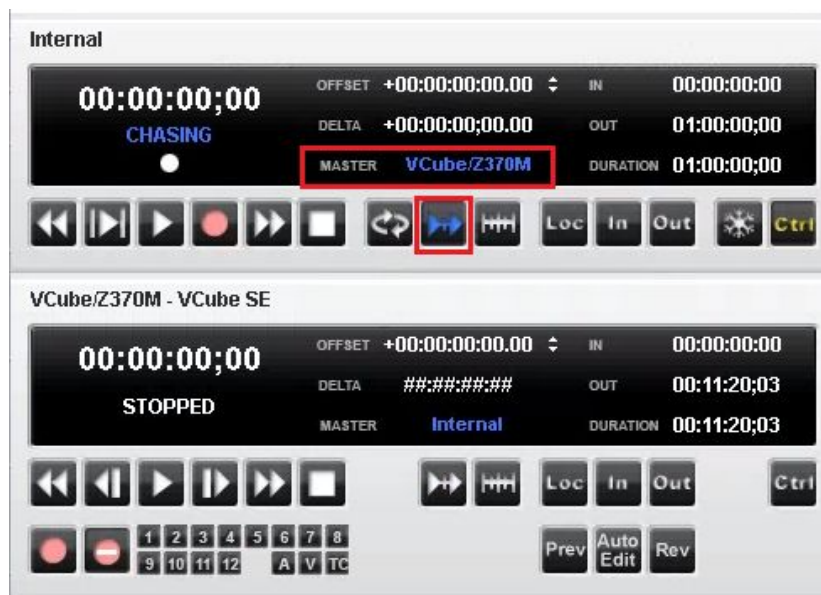 Internal
00:00:00;00 OFFSET +00:00:00:00.00 IN 00:00:00:00
CHASING DELTA +00:00:00;00.00 OUT 01:00:00;00
MASTER VCube/Z370M DURATION 01:00:00;00
Loc In Out Ctrl
VCube/Z370M - VCube SE
00:00:00;00 OFFSET +00:00:00:00.00 IN 00:00:00:00
STOPPED DELTA ##:##:##:## OUT 00:11:20;03
MASTER Internal DURATION 00:11:20;03
Loc In Out Ctrl
1 2 3 4 5 6 7 8
9 10 11 12 A V TC
Prev Auto Edit Rev